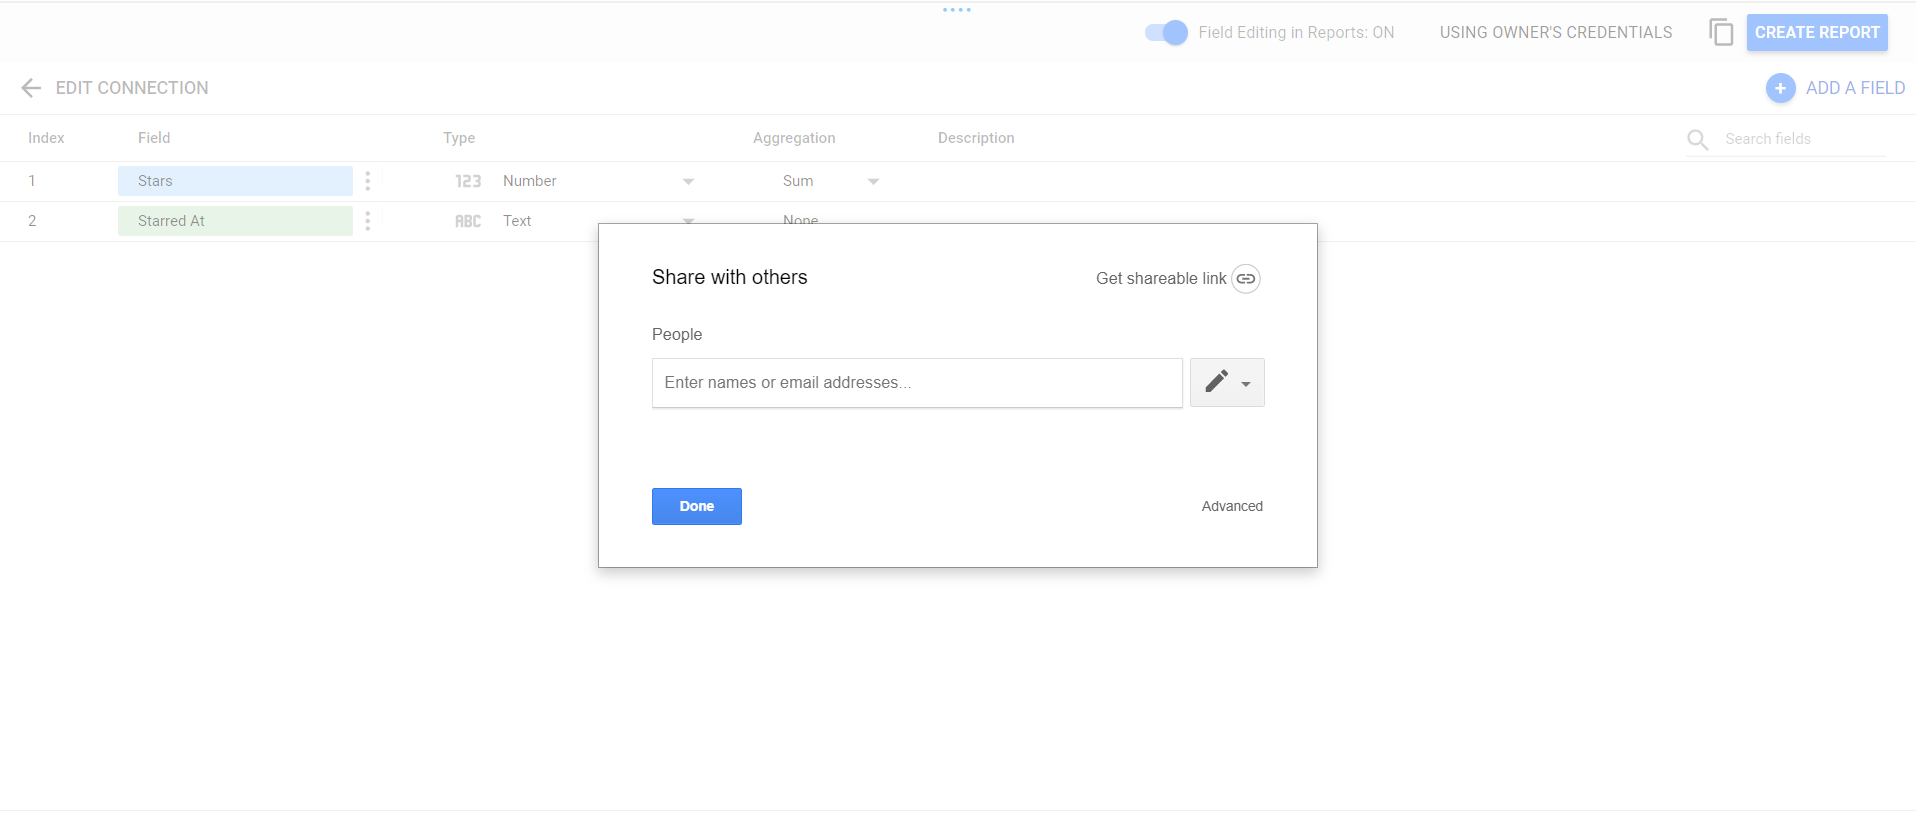 Field Editing in Reports: ON USING OWNER'S CREDENTIALS CREATE REPORT
EDIT CONNECTION + ADD A FIELD
Index Field Type Aggregation Description Search fields
1 Stars 123 Number Sum
2 Starred At ABC Text None
Share with others Get shareable link
People
Enter names or email addresses...
Done Advanced